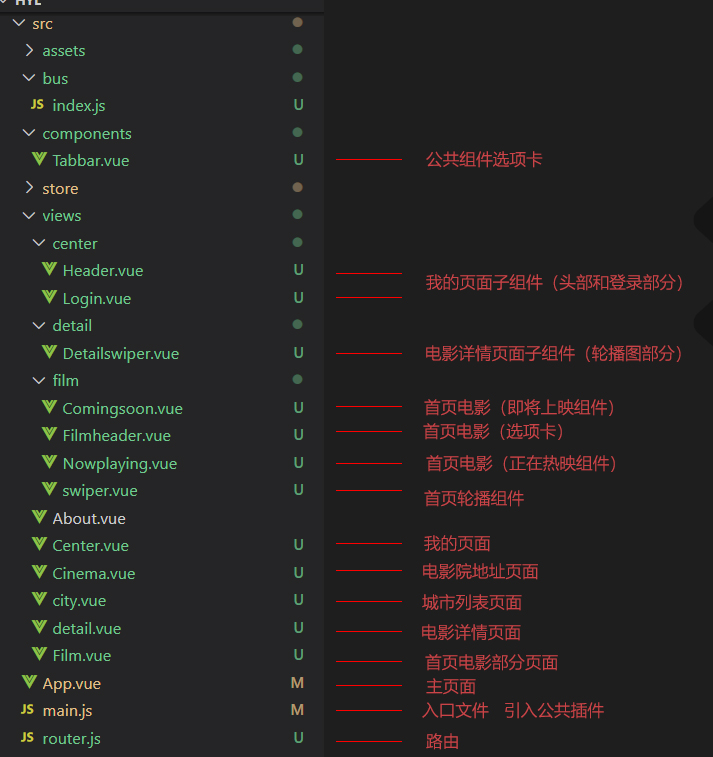 HYL
src
assets
bus
JS index.js U
components
Tabbar.vue U 公共组件选项卡
store
views
center
Header.vue U
我的页面子组件（头部和登录部分）
Login.vue U
detail
Detailswiper.vue U 电影详情页面子组件（轮播图部分）
film
Comingsoon.vue U 首页电影（即将上映组件）
Filmheader.vue U 首页电影（选项卡）
Nowplaying.vue U 首页电影（正在热映组件）
swiper.vue U 首页轮播组件
About.vue
Center.vue U 我的页面
Cinema.vue U 电影院地址页面
city.vue U 城市列表页面
detail.vue U 电影详情页面
Film.vue U 首页电影部分页面
App.vue M 主页面
JS main.js M 入口文件 引入公共插件
JS router.js U 路由